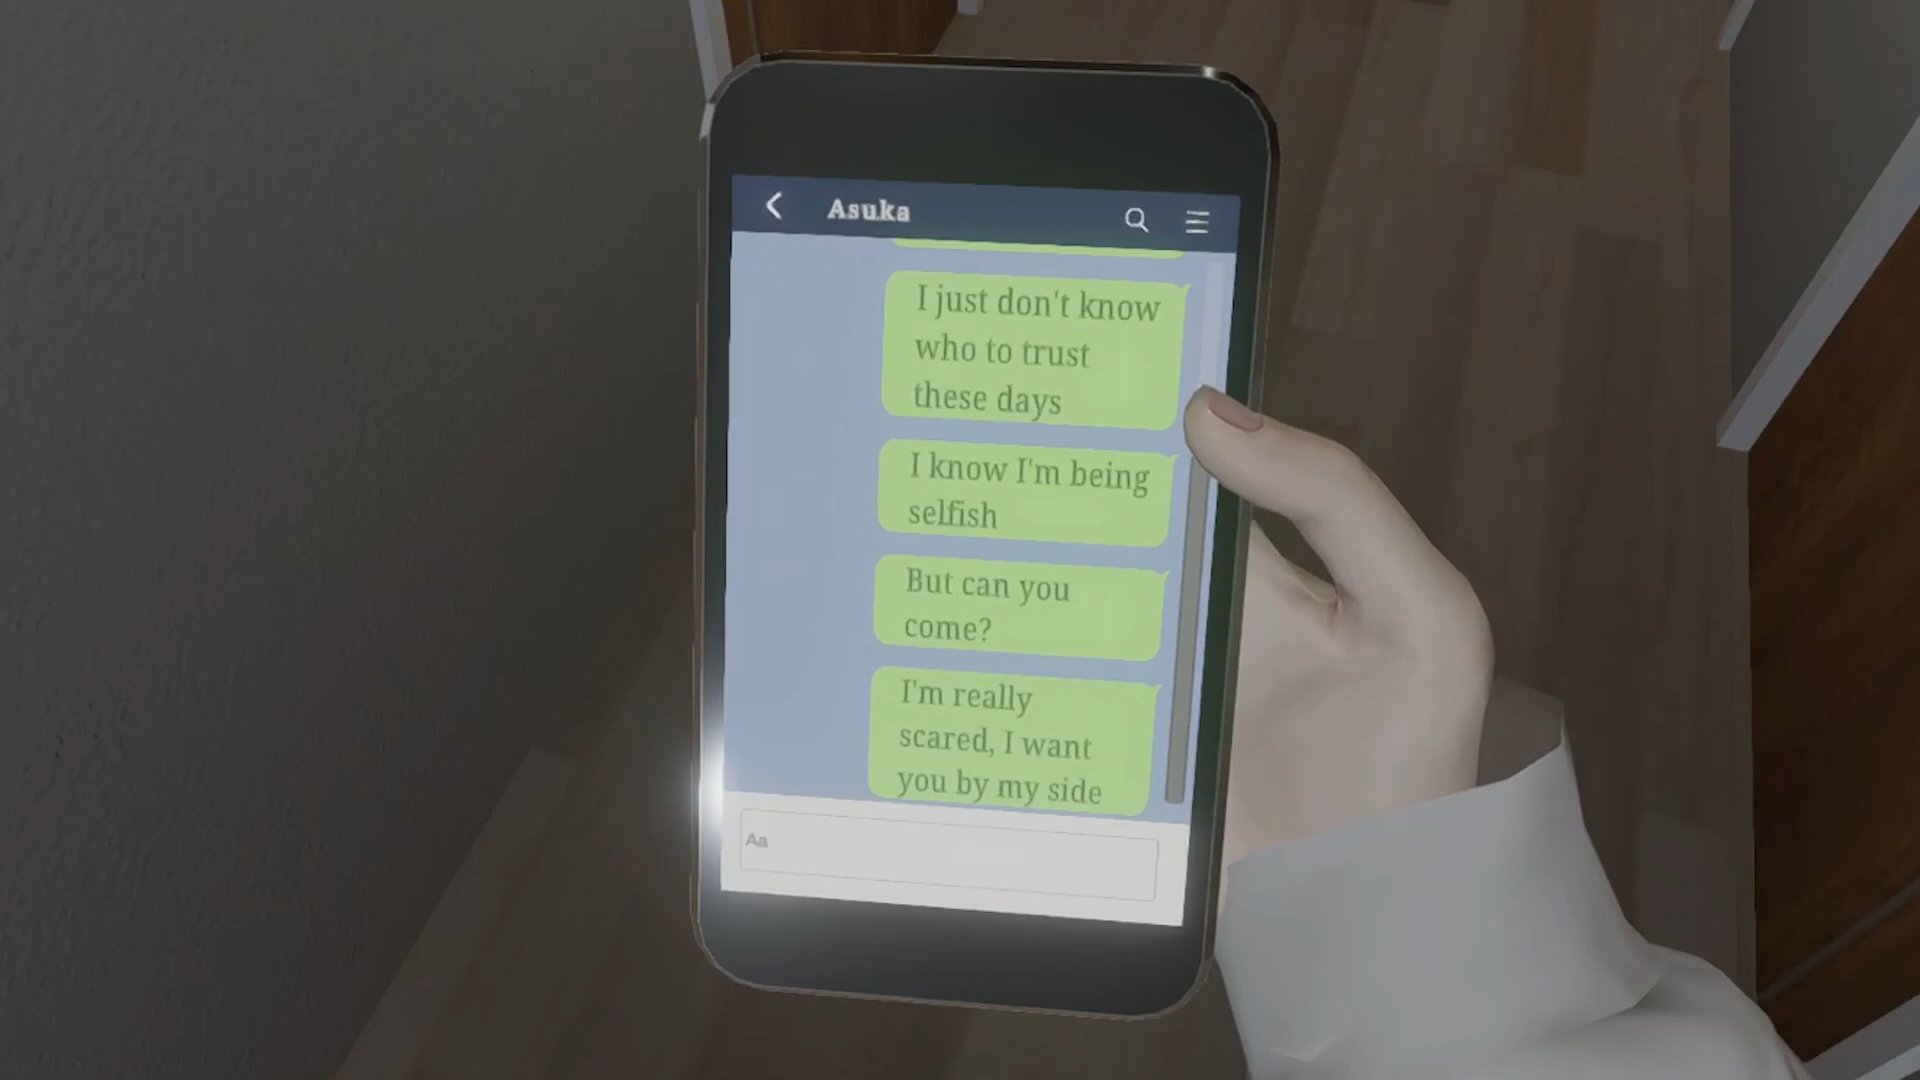 Asuka
I just don't know
who to trust
these days
I know I'm being
selfish
But can you
come?
I'm really
scared, I want
you by my side
Aa